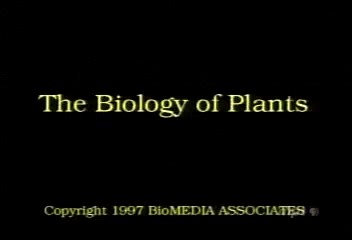 The Biology of Plants
Copyright 1997 BioMEDIA ASSOCIATES